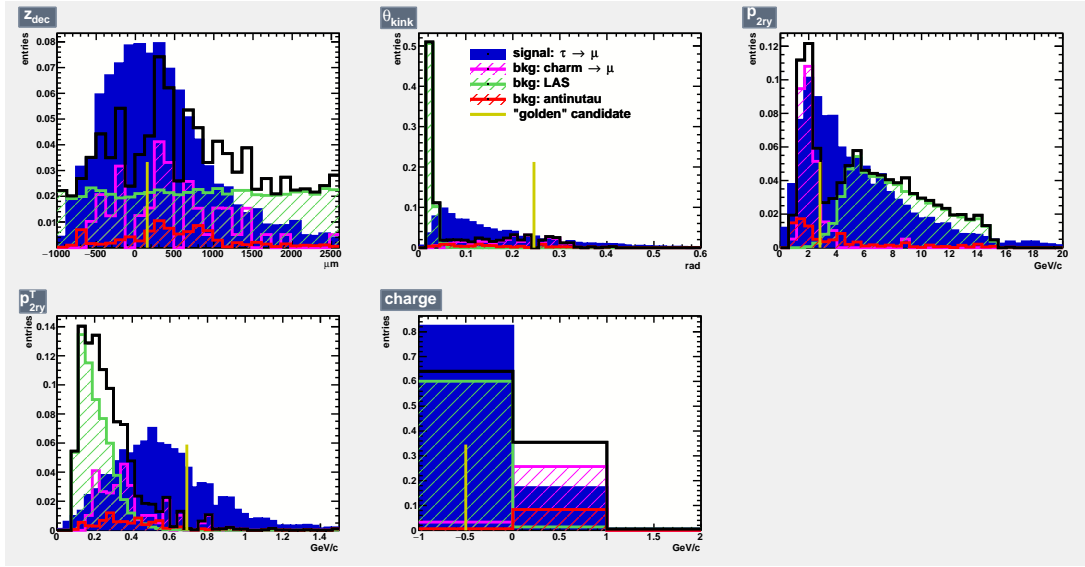 z_dec
entries
0.08
0.07
0.06
0.05
0.04
0.03
0.02
0.01
−1000 −500 0 500 1000 1500 2000 2500
μm
θ_kink
entries
0.5
0.4
0.3
0.2
0.1
0
0 0.1 0.2 0.3 0.4 0.5 0.6
rad
signal: τ → μ
bkg: charm → μ
bkg: LAS
bkg: antinutau
"golden" candidate
p_2ry
entries
0.12
0.1
0.08
0.06
0.04
0.02
0
0 2 4 6 8 10 12 14 16 18 20
GeV/c
p^T_2ry
entries
0.14
0.12
0.1
0.08
0.06
0.04
0.02
0
0 0.2 0.4 0.6 0.8 1 1.2 1.4
GeV/c
charge
entries
0.8
0.7
0.6
0.5
0.4
0.3
0.2
0.1
0
−1 −0.5 0 0.5 1 1.5 2
GeV/c